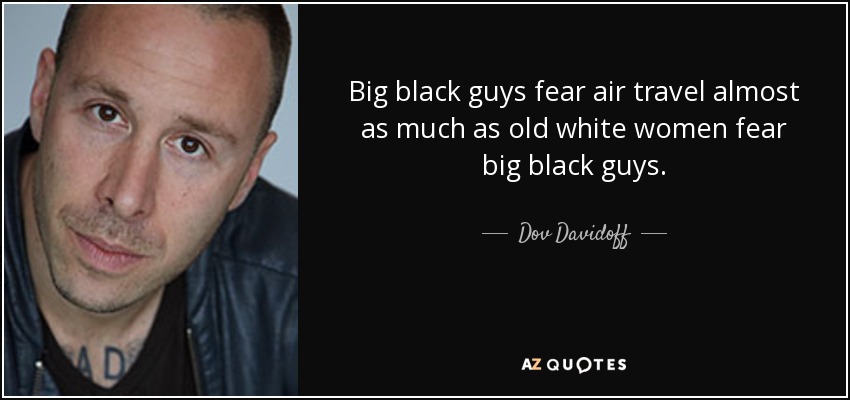 Big black guys fear air travel almost
as much as old white women fear
big black guys.
Dov Davidoff
AZ QUOTES
AD